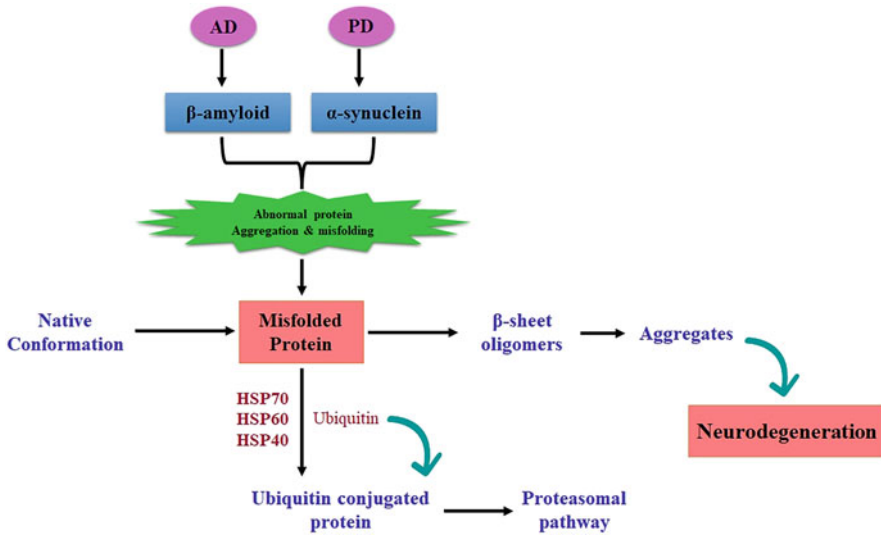 AD
PD
β-amyloid
α-synuclein
Abnormal protein
Aggregation & misfolding
Native
Conformation
Misfolded
Protein
β-sheet
oligomers
Aggregates
HSP70
HSP60
HSP40
Ubiquitin
Neurodegeneration
Ubiquitin conjugated
protein
Proteasomal
pathway